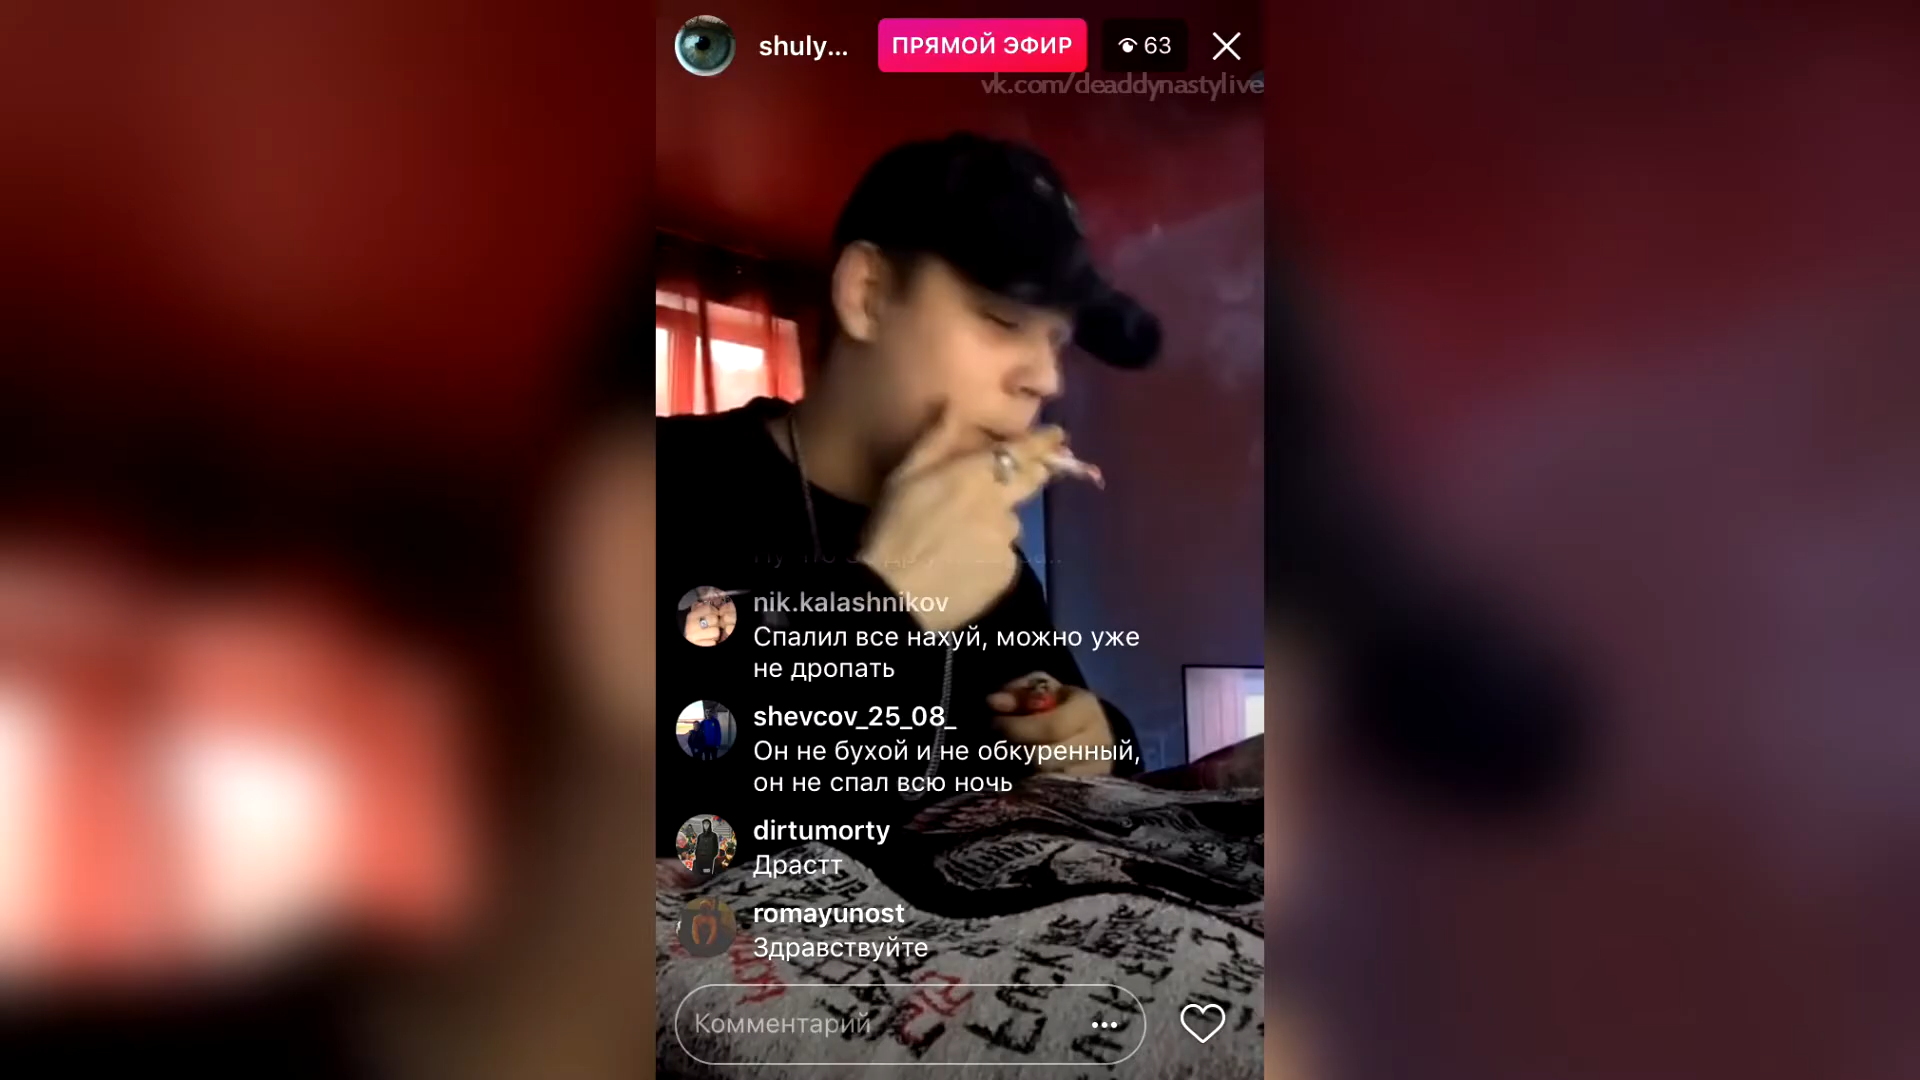 shuly...
ПРЯМОЙ ЭФИР
63
vk.com/deaddynastylive
nik.kalashnikov
Спалил все нахуй, можно уже
не дропать
shevcov_25_08_
Он не бухой и не обкуренный,
он не спал всю ночь
dirtumorty
Драстт
romayunost
Здравствуйте
Комментарий